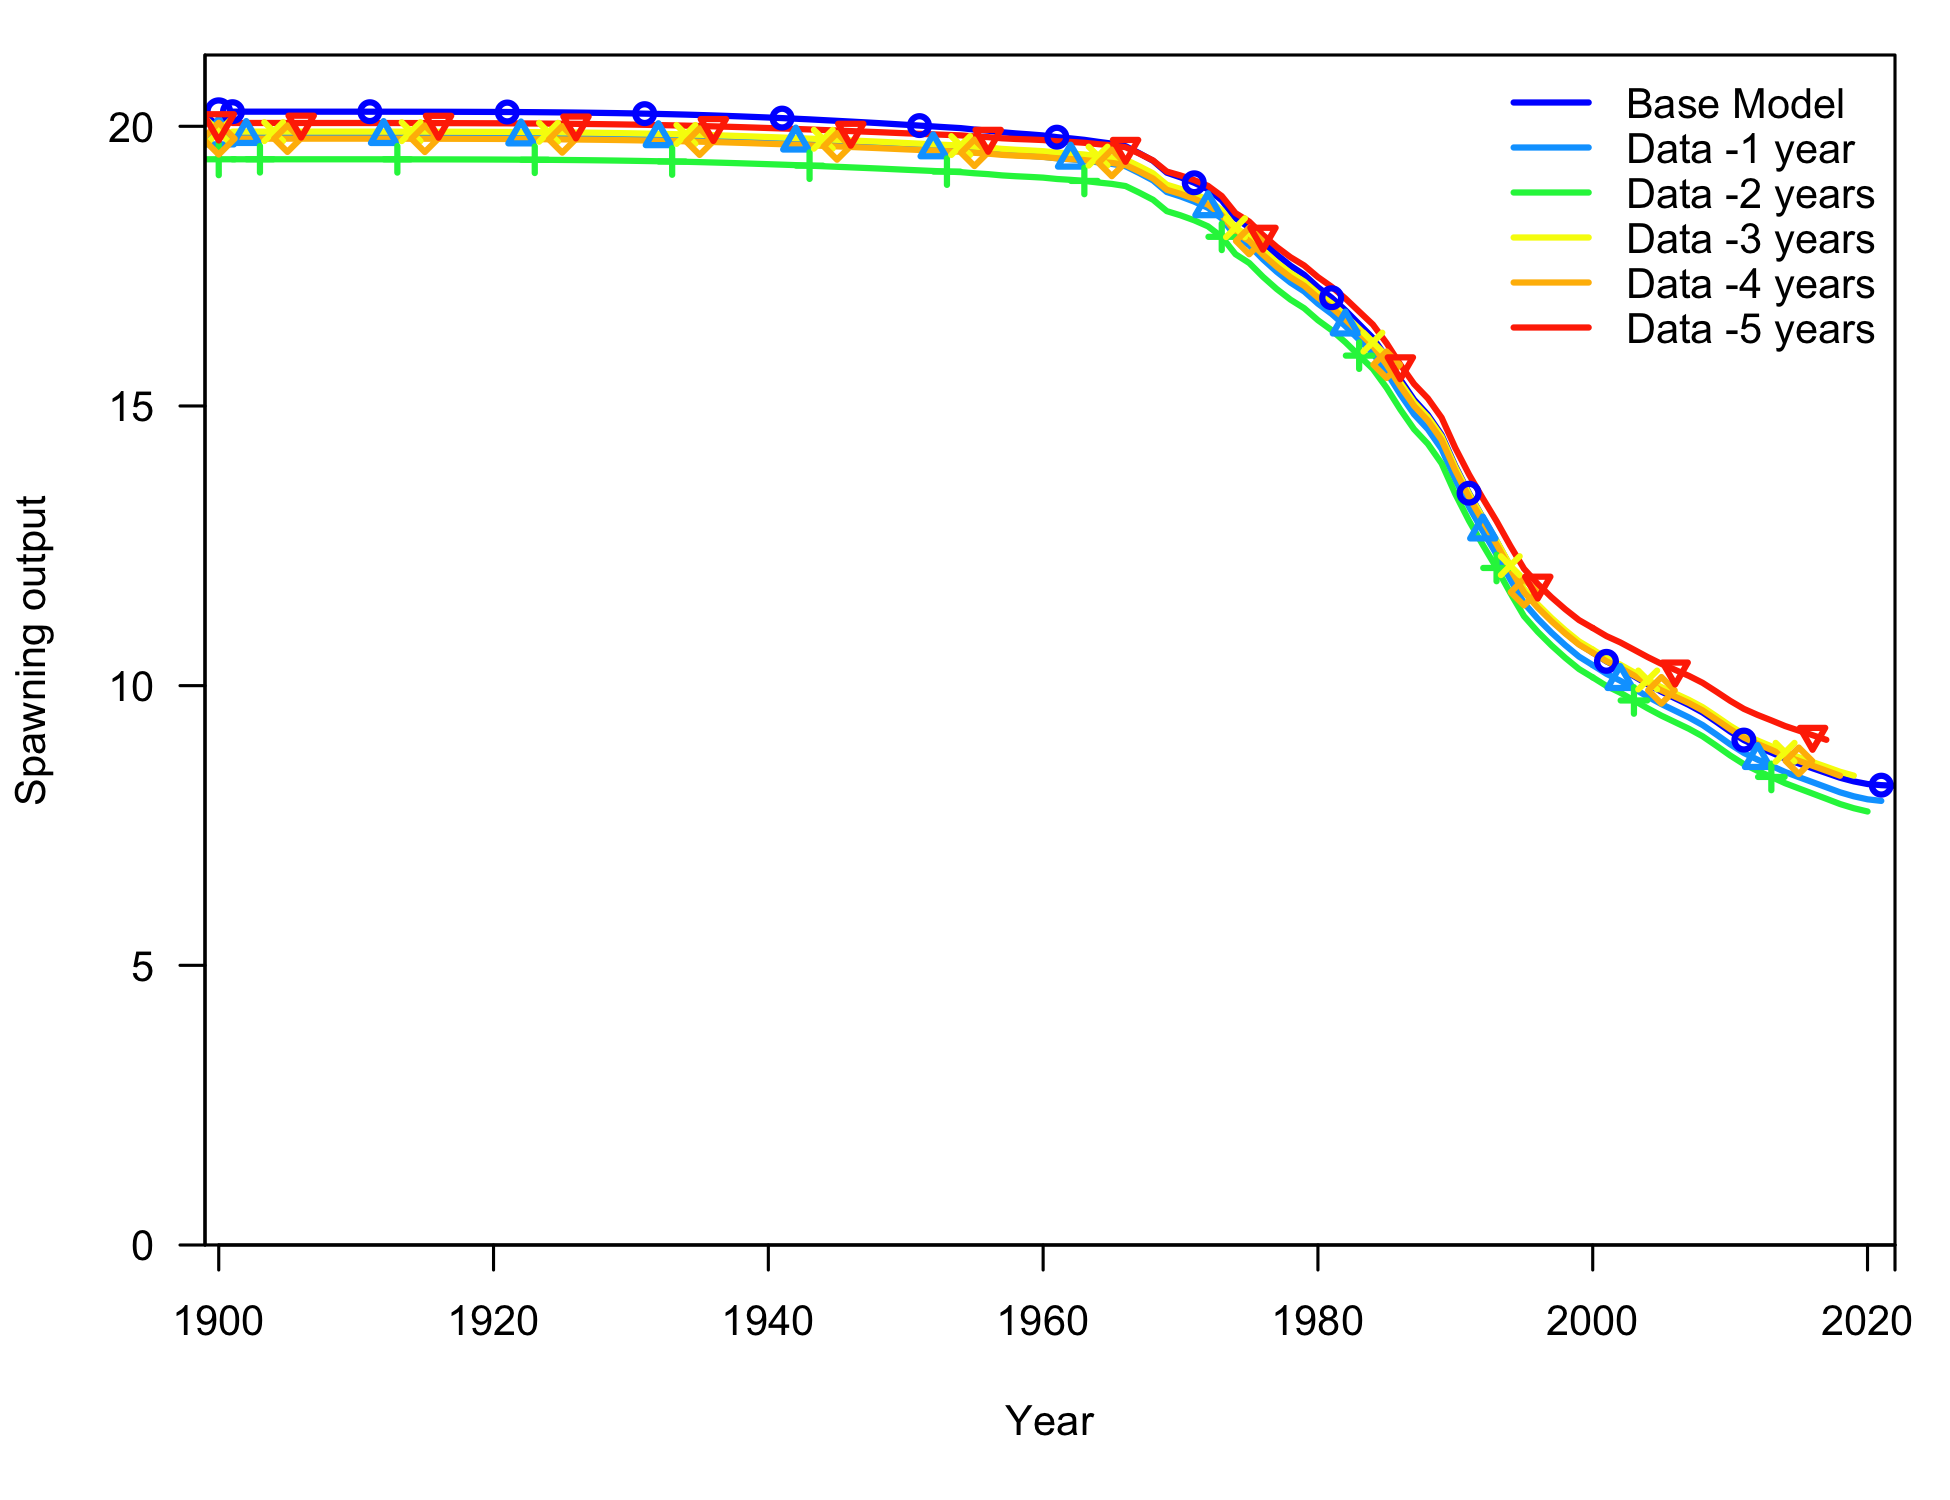 Base Model
Data -1 year
Data -2 years
Data -3 years
Data -4 years
Data -5 years
20
15
10
5
0
Spawning output
1900 1920 1940 1960 1980 2000 2020
Year